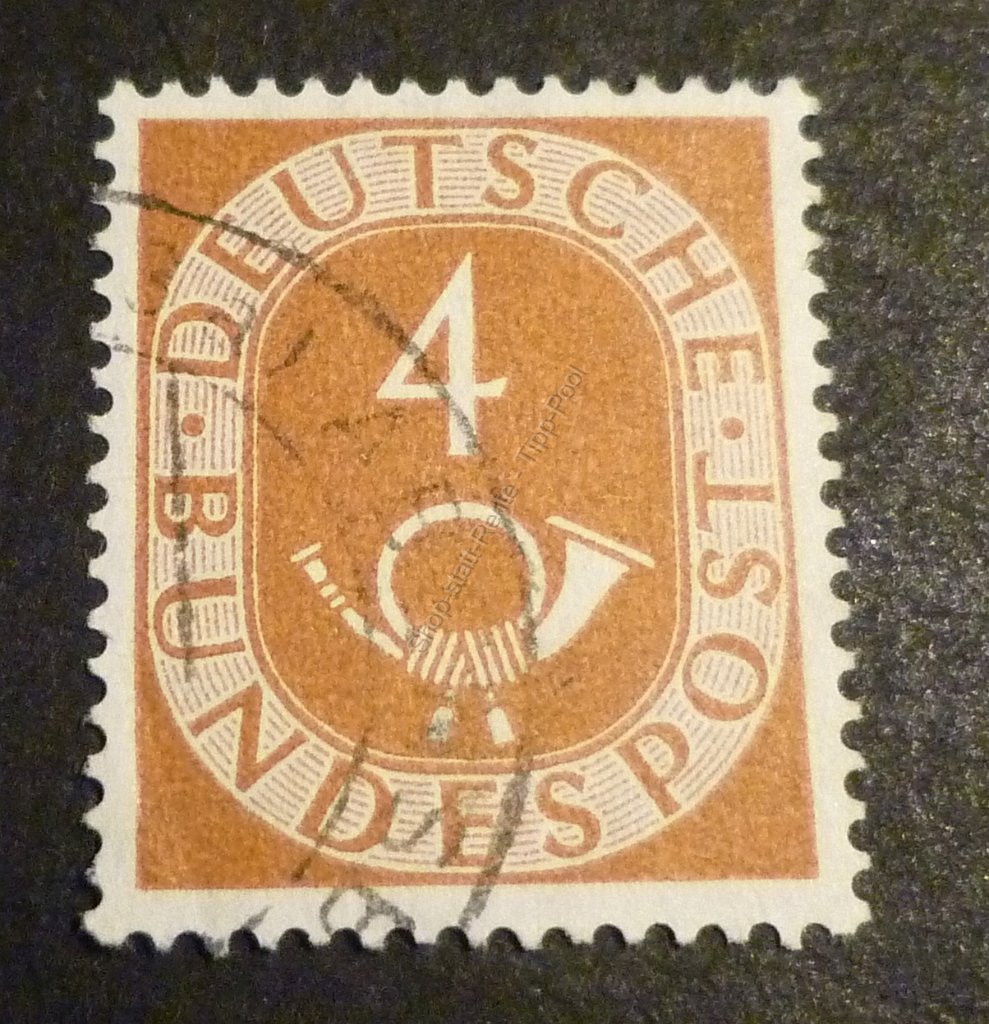 DEUTSCHE
BUNDESPOST
4
Shop-statt-Pleite - Tipp-Pool